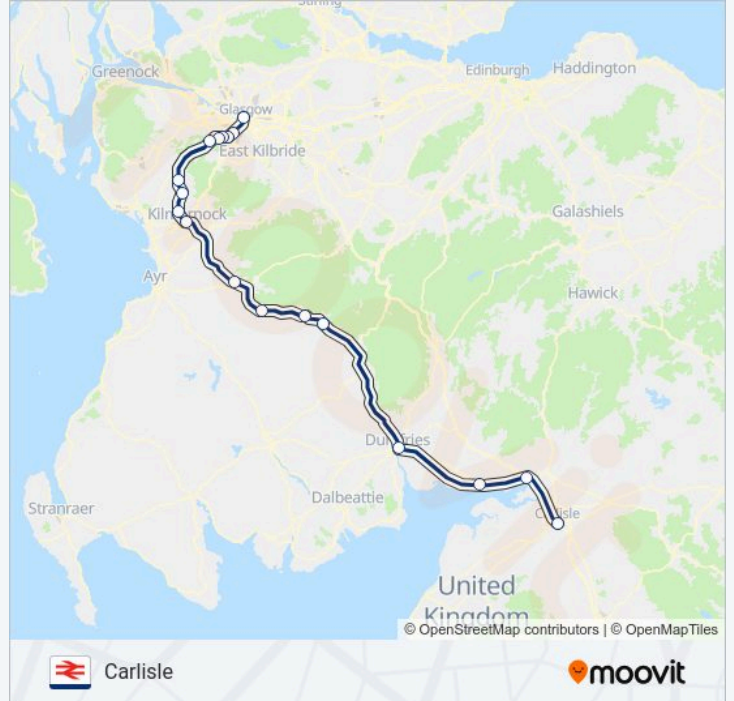 Stirling
Greenock
Edinburgh
Haddington
Glasgow
East Kilbride
Kilmarnock
Galashiels
Ayr
Hawick
Dumfries
Stranraer
Dalbeattie
Carlisle
United
Kingdom
© OpenStreetMap contributors | © OpenMapTiles
Carlisle
moovit